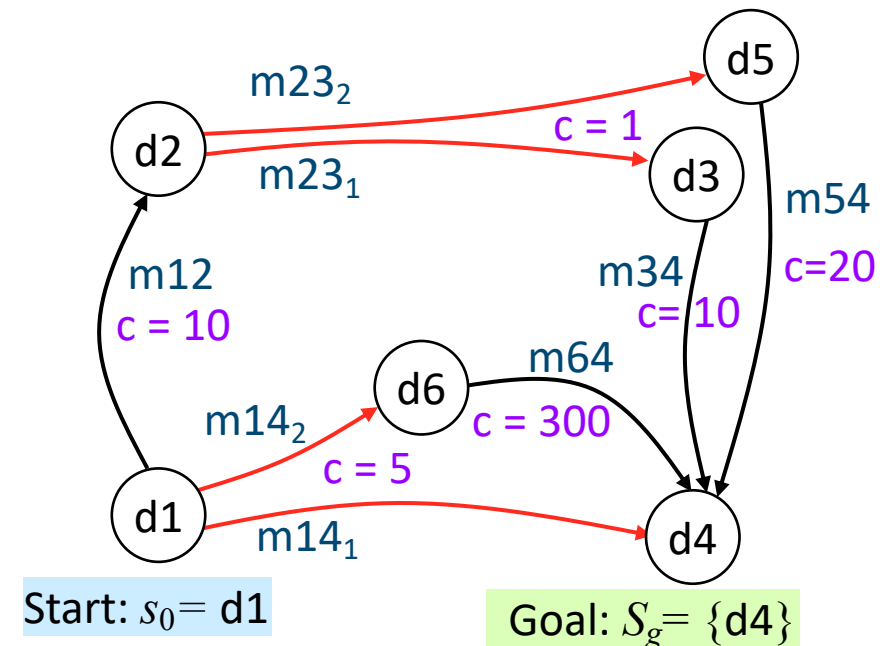 d5
m23₂
c = 1
d2
m23₁
d3
m54
m12
m34
c=20
c = 10
c= 10
m64
d6
m14₂
c = 300
c = 5
d1
m14₁
d4
Start: s₀= d1
Goal: S_g= {d4}